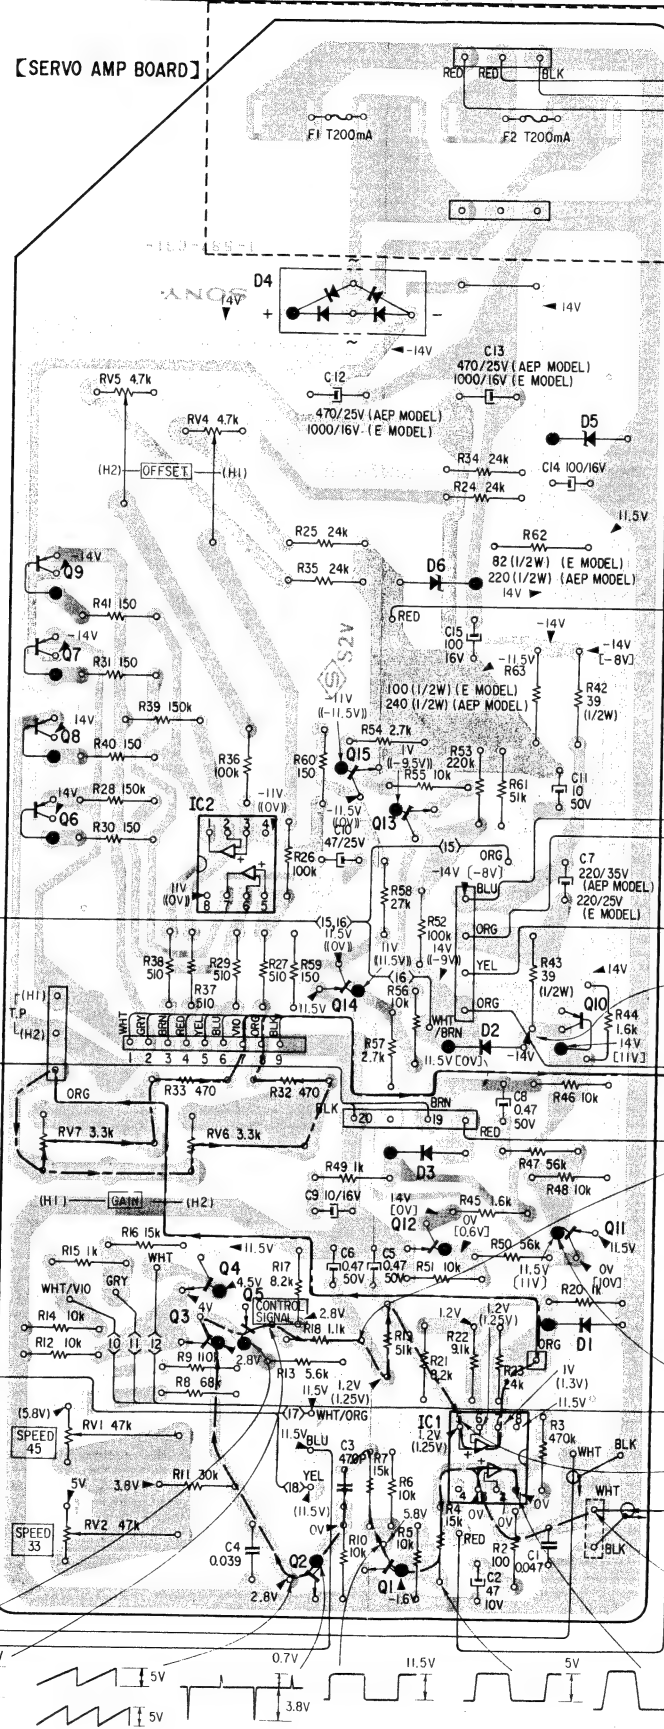 【SERVO AMP BOARD】
RED RED BLK
F1 T200mA
F2 T200mA
SONY.
D4
14V
+
-
~
~
14V
-14V
C13
470/25V (AEP MODEL)
1000/16V (E MODEL)
RV5 4.7k
C12
470/25V (AEP MODEL)
1000/16V (E MODEL)
RV4 4.7k
D5
(H2) OFFSET (H1)
R34 24k
C14 100/16V
R24 24k
11.5V
R25 24k
R62
82 (1/2W) (E MODEL)
220 (1/2W) (AEP MODEL)
14V
-14V
Q9
R35 24k
D6
R41 150
RED
C15
100
16V
-14V
-14V
Q7
S2V
-14V
[-8V]
-11.5V
R63
R31 150
100 (1/2W) (E MODEL)
240 (1/2W) (AEP MODEL)
R42
39
(1/2W)
-11V
((-11.5V))
R39 150k
14V
Q8
R54 2.7k
1V
((-9.5V))
R40 150
R36
100k
R60
150
Q15
R53
220k
R55 10k
R61
51k
C11
10
50V
14V
Q6
R28 150k
IC2
-11V
((0V))
-11.5V
((0V))
C10
47/25V
Q13
R30 150
1 2 3 4
R26
100k
(15)
ORG
-14V [-8V]
BLU
C7
220/35V
(AEP MODEL)
220/25V
(E MODEL)
11V
((0V))
8 7 6 5
R58
27k
R52
100k
(15,16)
11.5V
((0V))
ORG
11V
((11.5V))
14V
((-9V))
YEL
R38
510
R29
510
R27
510
R59
150
R37
510
R43
39
(1/2W)
14V
(16)
Q14
11.5V
R56
10k
ORG
Q10
R44
1.6k
(H1)
T.P
(H2)
WHT GRY BRN RED YEL BLU VIO ORG BLK
1 2 3 4 5 6 7 8 9
WHT/BRN
D2
R57
2.7k
11.5V [0V]
-14V
14V
[11V]
ORG
R33 470
R32 470
BRN
C8
0.47
50V
R46 10k
BLK
20
19
RED
RV7 3.3k
RV6 3.3k
D3
R47 56k
R49 1k
R48 10k
(H1) GAIN (H2)
C9 10/16V
14V
[0V]
Q12
R45 1.6k
0V
[0.6V]
R16 15k
11.5V
R50 56k
Q11
11.5V
R15 1k
WHT
R17
8.2k
C6
0.47
50V
C5
0.47
50V
R51 10k
11.5V
[11V]
0V
[10V]
GRY
Q4
4.5V
R20 1k
WHT/VIO
Q5
CONTROL
SIGNAL
2.8V
Q3
4V
R14 10k
10 11 12
R18 1.1k
1.2V
1.2V
(1.25V)
D1
R12 10k
R9 110k
2.8V
R19
51k
R22
9.1k
ORG
R13 5.6k
R21
8.2k
R23
24k
1V
(1.3V)
R8 68k
1.2V
(1.25V)
11.5V
11.5V
(5.8V)
(17) WHT/ORG
IC1
1.2V
(1.25V)
R3
470k
RV1 47k
SPEED
45
11.5V
BLU
C3
470P
R7
15k
WHT
BLK
5V
3.8V
R11 30k
(18)
YEL
(11.5V)
R6
10k
WHT
5.8V
0V
0V
0V
RV2 47k
SPEED
33
R4
15k
RED
R5
10k
R10
10k
C4
0.039
R2
100
C1
0.047
BLK
Q2
2.8V
Q1
-1.6V
C2
47
10V
5V
0.7V
11.5V
5V
5V
3.8V